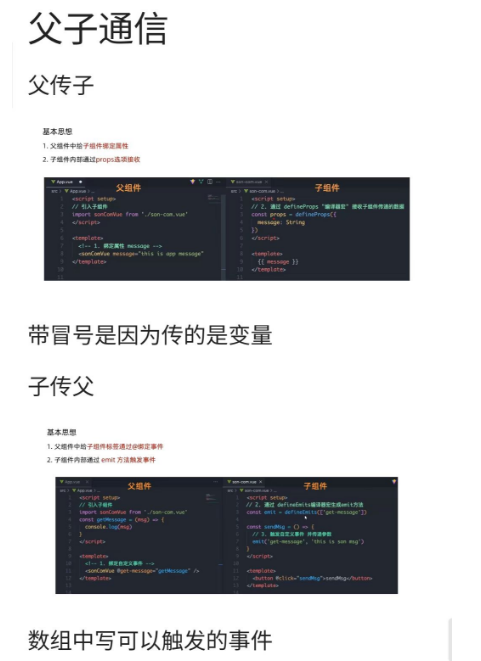 父子通信
父传子
基本思想
1. 父组件中给子组件绑定属性
2. 子组件内部通过props选项接收
App.vue
父组件
<script setup>
// 引入子组件
import sonComVue from './son-com.vue'
</script>
<template>
<!-- 1. 绑定属性 message -->
<sonComVue message="this is app message"
</template>
son-com.vue
子组件
<script setup>
// 2. 通过 defineProps "编译器宏" 接收子组件传递的数据
const props = defineProps({
message: String
})
</script>
<template>
{{ message }}
</template>
带冒号是因为传的是变量
子传父
基本思想
1. 父组件中给子组件标签通过@绑定事件
2. 子组件内部通过 emit 方法触发事件
App.vue
父组件
<script setup>
// 引入子组件
import sonComVue from './son-com.vue'
const getMessage = (msg) => {
console.log(msg)
}
</script>
<template>
<!-- 1. 绑定自定义事件 -->
<sonComVue @get-message="getMessage" />
</template>
son-com.vue
子组件
<script setup>
// 2. 通过 defineEmits编译器宏生成emit方法
const emit = defineEmits(['get-message'])
const sendMsg = () => {
// 3. 触发自定义事件 并传递参数
emit('get-message', 'this is son msg')
}
</script>
<template>
<button @click="sendMsg">sendMsg</button>
</template>
数组中写可以触发的事件